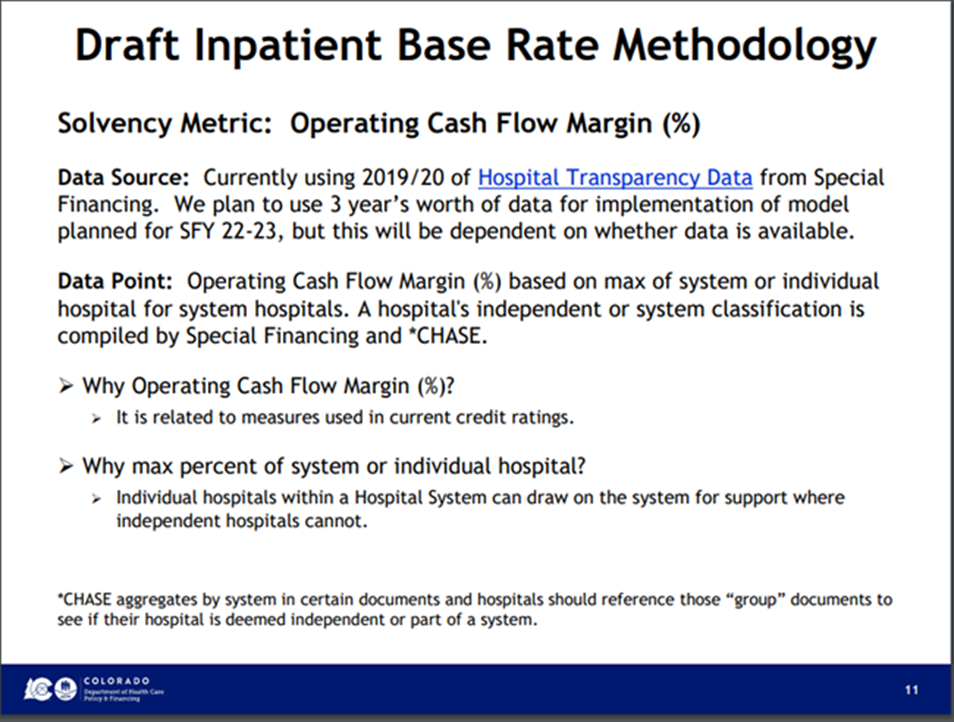 Draft Inpatient Base Rate Methodology
Solvency Metric: Operating Cash Flow Margin (%)
Data Source: Currently using 2019/20 of Hospital Transparency Data from Special
Financing. We plan to use 3 year’s worth of data for implementation of model
planned for SFY 22-23, but this will be dependent on whether data is available.
Data Point: Operating Cash Flow Margin (%) based on max of system or individual
hospital for system hospitals. A hospital's independent or system classification is
compiled by Special Financing and *CHASE.
➢ Why Operating Cash Flow Margin (%)?
➢ It is related to measures used in current credit ratings.
➢ Why max percent of system or individual hospital?
➢ Individual hospitals within a Hospital System can draw on the system for support where
independent hospitals cannot.
*CHASE aggregates by system in certain documents and hospitals should reference those “group” documents to
see if their hospital is deemed independent or part of a system.
CO
COLORADO
Department of Health Care
Policy & Financing
11